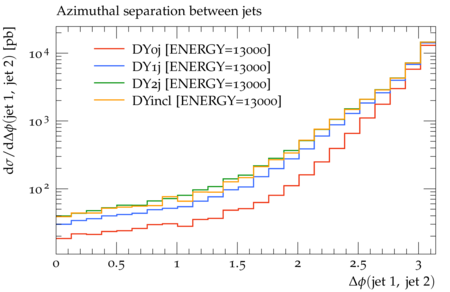 Azimuthal separation between jets
dσ/dΔϕ(jet 1, jet 2) [pb]
10⁴
10³
10²
DY0j [ENERGY=13000]
DY1j [ENERGY=13000]
DY2j [ENERGY=13000]
DYincl [ENERGY=13000]
0 0.5 1 1.5 2 2.5 3
Δϕ(jet 1, jet 2)